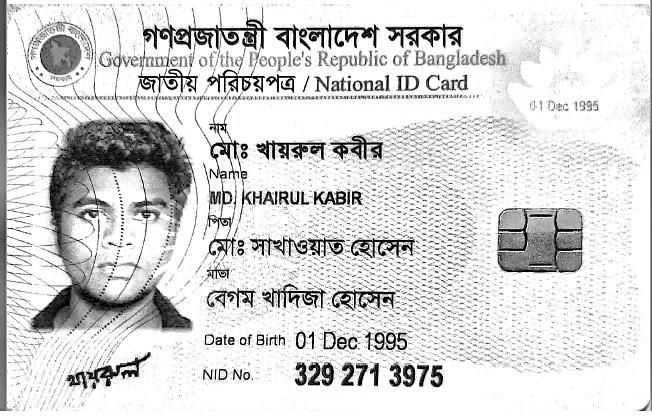 গণপ্রজাতন্ত্রী বাংলাদেশ সরকার
Government of the People's Republic of Bangladesh
জাতীয় পরিচয়পত্র / National ID Card
01 Dec 1995
নাম
মোঃ খায়রুল কবীর
Name
MD. KHAIRUL KABIR
পিতা
মোঃ সাখাওয়াত হোসেন
মাতা
বেগম খাদিজা হোসেন
Date of Birth 01 Dec 1995
খায়রুল
NID No. 329 271 3975